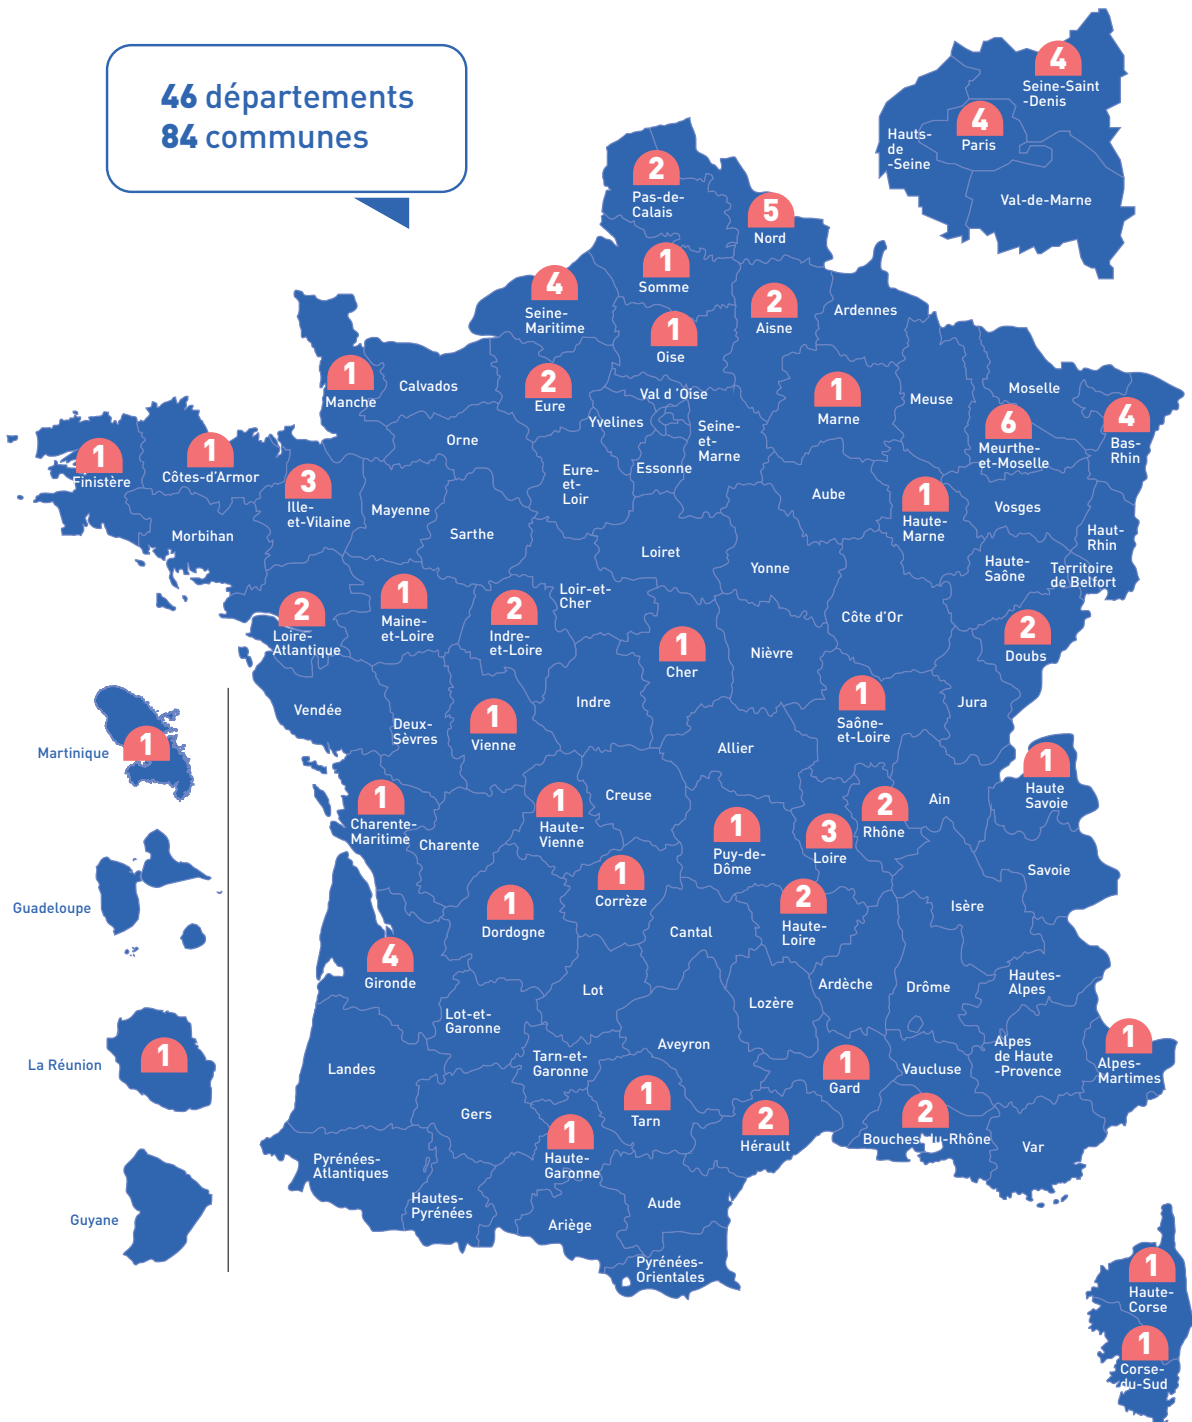 46 départements
84 communes
4
Seine-Saint
-Denis
4
Paris
Hauts-
de
-Seine
Val-de-Marne
2
Pas-de-
Calais
5
Nord
1
Somme
4
Seine-
Maritime
2
Aisne
Ardennes
1
Oise
1
Manche
Calvados
2
Eure
Val d ’Oise
Yvelines
Seine-
et-
Marne
Essonne
1
Marne
Meuse
Moselle
6
Meurthe-
et-Moselle
4
Bas-
Rhin
1
Finistère
1
Côtes-d’Armor
3
Ille-
et-Vilaine
Orne
Mayenne
Eure-
et-
Loir
Aube
1
Haute-
Marne
Vosges
Haut-
Rhin
Morbihan
Sarthe
Loiret
Yonne
Haute-
Saône
Territoire
de Belfort
2
Loire-
Atlantique
1
Maine-
et-Loire
2
Indre-
et-Loire
Loir-et-
Cher
1
Cher
Nièvre
Côte d’Or
2
Doubs
Vendée
Deux-
Sèvres
1
Vienne
Indre
Allier
1
Saône-
et-Loire
Jura
Martinique
1
1
Charente-
Maritime
Charente
1
Haute-
Vienne
Creuse
1
Puy-de-
Dôme
3
Loire
2
Rhône
Ain
1
Haute
Savoie
Savoie
Guadeloupe
1
Dordogne
1
Corrèze
Cantal
2
Haute-
Loire
Isère
4
Gironde
Lot-et-
Garonne
Lot
Lozère
Ardèche
Drôme
Hautes-
Alpes
La Réunion
1
Landes
Tarn-et-
Garonne
Aveyron
1
Gard
Vaucluse
Alpes
de Haute
-Provence
1
Alpes-
Martimes
Gers
1
Tarn
1
Haute-
Garonne
2
Hérault
2
Bouches-du-Rhône
Var
Guyane
Pyrénées-
Atlantiques
Hautes-
Pyrénées
Ariège
Aude
Pyrénées-
Orientales
1
Haute-
Corse
1
Corse-
du-Sud